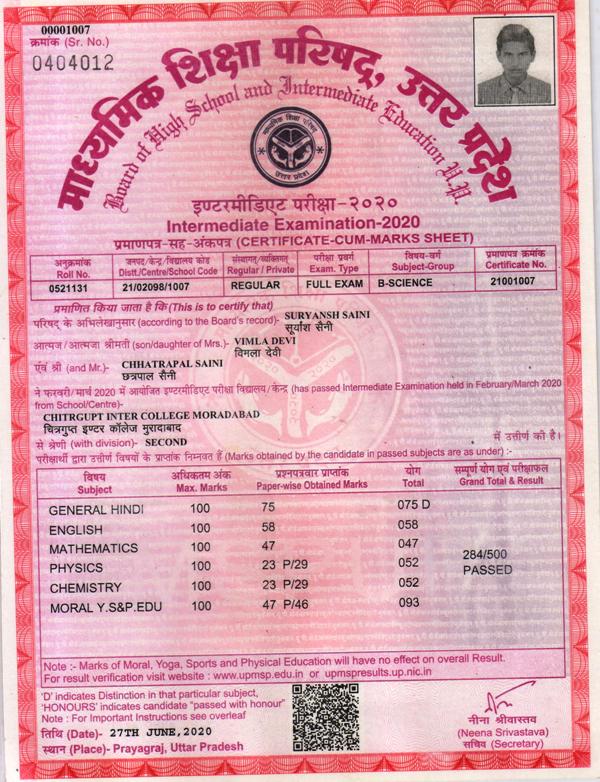 00001007
क्रमांक (Sr. No.)
0404012
माध्यमिक शिक्षा परिषद्, उत्तर प्रदेश
Board of High School and Intermediate Education U.P.
इण्टरमीडिएट परीक्षा-२०२०
Intermediate Examination-2020
प्रमाणपत्र-सह-अंकपत्र (CERTIFICATE-CUM-MARKS SHEET)
अनुक्रमांक Roll No. जनपद/केन्द्र/विद्यालय कोड Distt./Centre/School Code संस्थागत/व्यक्तिगत Regular / Private परीक्षा प्रवर्ग Exam. Type विषय-वर्ग Subject-Group प्रमाणपत्र क्रमांक Certificate No.
0521131 21/02098/1007 REGULAR FULL EXAM B-SCIENCE 21001007
प्रमाणित किया जाता है कि (This is to certify that)
परिषद् के अभिलेखानुसार (according to the Board's record)- SURYANSH SAINI
सूर्यांश सैनी
आत्मज / आत्मजा श्रीमती (son/daughter of Mrs.)- VIMLA DEVI
विमला देवी
एंव श्री (and Mr.)- CHHATRAPAL SAINI
छत्रपाल सैनी
ने फरवरी/मार्च 2020 में आयोजित इण्टरमीडिएट परीक्षा विद्यालय/केन्द्र (has passed Intermediate Examination held in February/March 2020
from School/Centre)-
CHITRGUPT INTER COLLEGE MORADABAD
चित्रगुप्त इण्टर कॉलेज मुरादाबाद
से श्रेणी (with division)- SECOND में उत्तीर्ण की है।
परीक्षार्थी द्वारा उत्तीर्ण विषयों के प्राप्तांक निम्नवत हैं (Marks obtained by the candidate in passed subjects are as under) :-
विषय अधिकतम अंक प्रश्नपत्रवार प्राप्तांक योग सम्पूर्ण योग एवं परीक्षाफल
Subject Max. Marks Paper-wise Obtained Marks Total Grand Total & Result
GENERAL HINDI 100 75 075 D
ENGLISH 100 58 058
MATHEMATICS 100 47 047
284/500
PHYSICS 100 23 P/29 052
PASSED
CHEMISTRY 100 23 P/29 052
MORAL Y.S&P.EDU 100 47 P/46 093
Note :- Marks of Moral, Yoga, Sports and Physical Education will have no effect on overall Result.
For result verification visit website : www.upmsp.edu.in or upmspresults.up.nic.in
'D' indicates Distinction in that particular subject,
'HONOURS' indicates candidate "passed with honour"
Note : For Important Instructions see overleaf
तिथि (Date)- 27TH JUNE,2020
स्थान (Place)- Prayagraj, Uttar Pradesh
नीना श्रीवास्तव
(Neena Srivastava)
सचिव (Secretary)